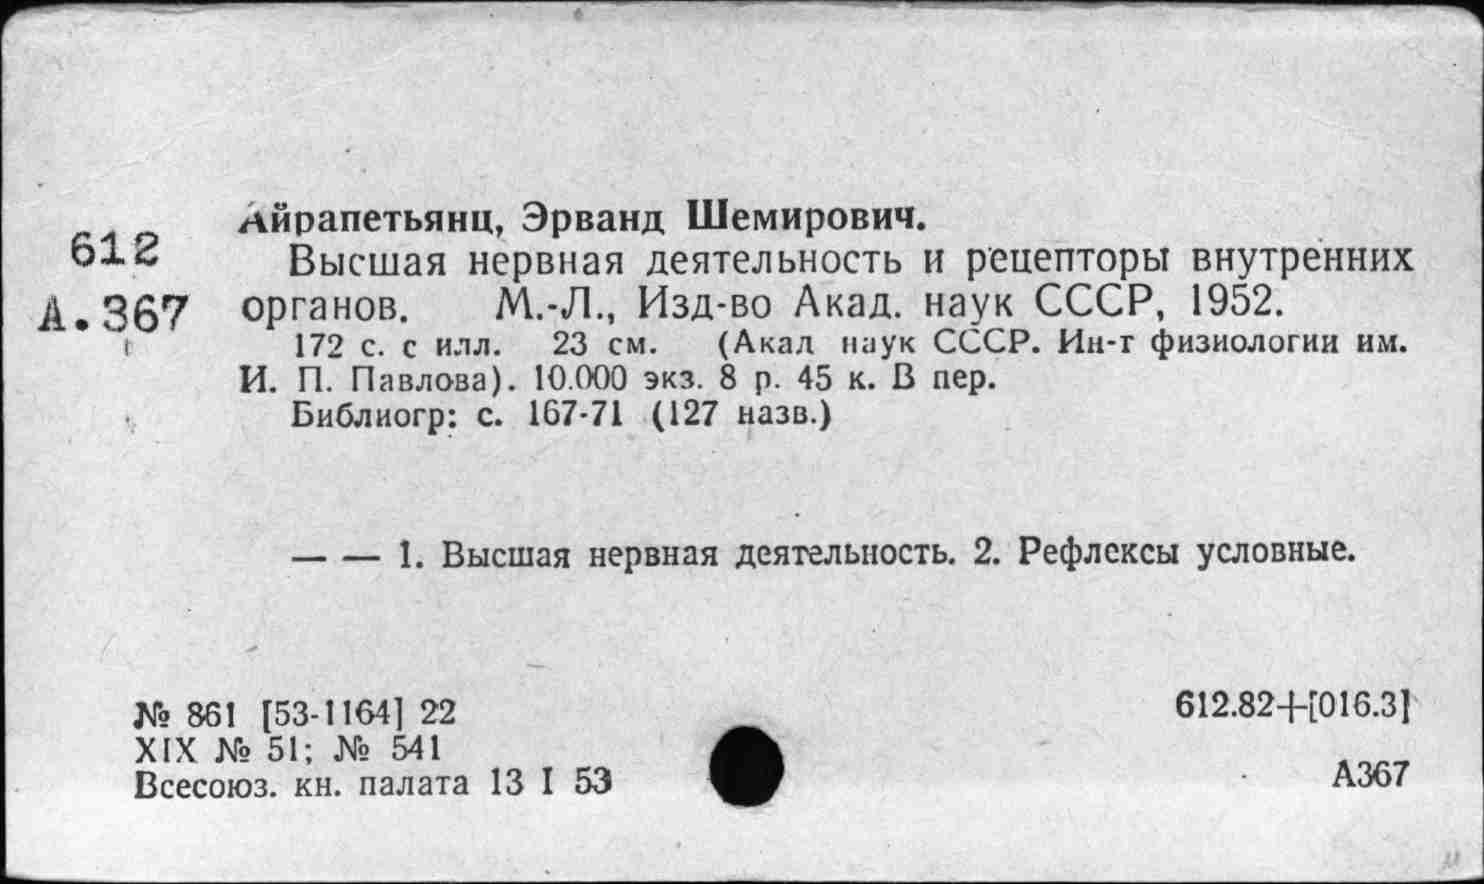 Айрапетьянц, Эрванд Шемирович.
612
Высшая нервная деятельность и рецепторы внутренних
А.367
органов. М.-Л., Изд-во Акад. наук СССР, 1952.
172 с. с илл. 23 см. (Акад наук СССР. Ин-т физиологии им.
И. П. Павлова). 10.000 экз. 8 р. 45 к. В пер.
Библиогр: с. 167-71 (127 назв.)
— — 1. Высшая нервная деятельность. 2. Рефлексы условные.
№ 861 [53-1164] 22
612.82+[016.3]
XIX № 51; № 541
Всесоюз. кн. палата 13 I 53
А367